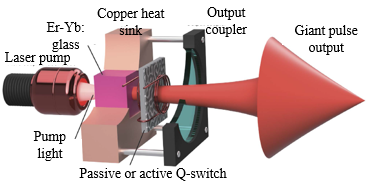 Copper heat
sink
Output
coupler
Er-Yb:
glass
Giant pulse
output
Laser pump
Pump
light
Passive or active Q-switch